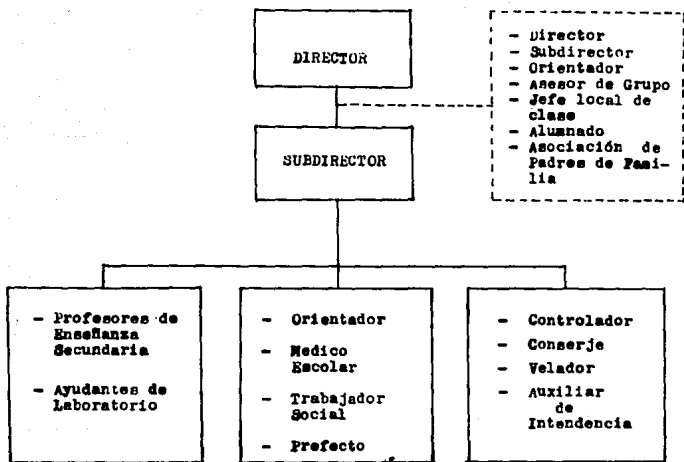 DIRECTOR
- Director
- Subdirector
- Orientador
- Asesor de Grupo
- Jefe local de
clase
- Alumnado
- Asociación de
Padres de Fami-
lia
SUBDIRECTOR
- Profesores de
Enseñanza
Secundaria
- Ayudantes de
Laboratorio
- Orientador
- Medico
Escolar
- Trabajador
Social
- Prefecto
- Controlador
- Conserje
- Velador
- Auxiliar
de
Intendencia